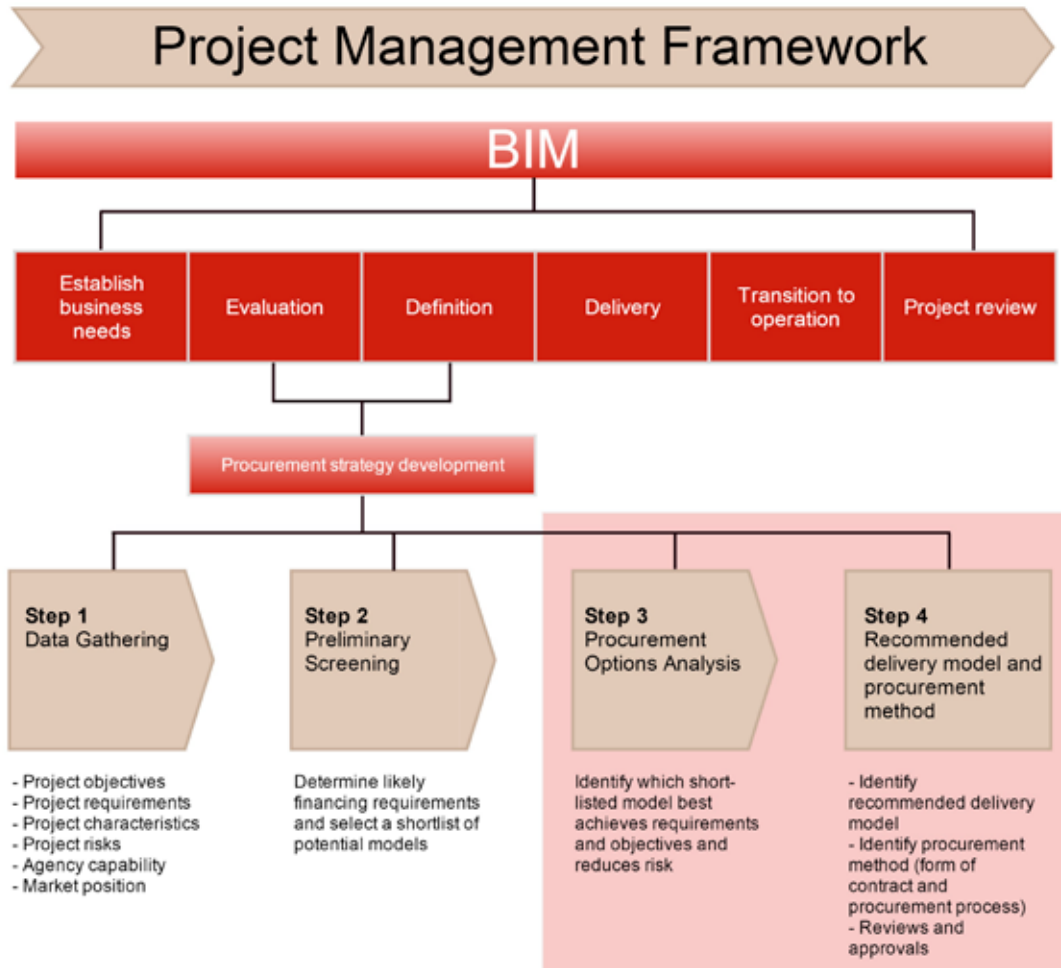 Project Management Framework
BIM
Establish
business
needs
Evaluation
Definition
Delivery
Transition to
operation
Project review
Procurement strategy development
Step 1
Data Gathering
Step 2
Preliminary
Screening
Step 3
Procurement
Options Analysis
Step 4
Recommended
delivery model and
procurement
method
- Project objectives
- Project requirements
- Project characteristics
- Project risks
- Agency capability
- Market position
Determine likely
financing requirements
and select a shortlist of
potential models
Identify which short-
listed model best
achieves requirements
and objectives and
reduces risk
- Identify
recommended delivery
model
- Identify procurement
method (form of
contract and
procurement process)
- Reviews and
approvals